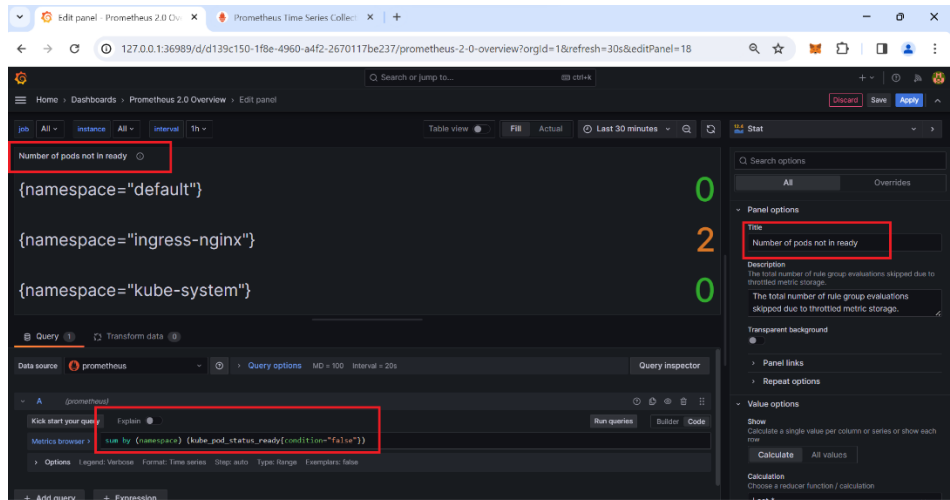 Edit panel - Prometheus 2.0 Ov
Prometheus Time Series Collect
127.0.0.1:36989/d/d139c150-1f8e-4960-a4f2-2670117be237/prometheus-2-0-overview?orgId=1&refresh=30s&editPanel=18
Search or jump to...
ctrl+k
Home › Dashboards › Prometheus 2.0 Overview › Edit panel
Discard
Save
Apply
job All
instance All
interval 1h
Table view
Fill
Actual
Last 30 minutes
12.4
Stat
Number of pods not in ready
{namespace="default"} 0
{namespace="ingress-nginx"} 2
{namespace="kube-system"} 0
Query 1
Transform data 0
Data source
prometheus
Query options MD = 100 Interval = 20s
Query inspector
A (prometheus)
Kick start your query
Explain
Run queries
Builder
Code
Metrics browser >
sum by (namespace) (kube_pod_status_ready{condition="false"})
Options Legend: Verbose Format: Time series Step: auto Type: Range Exemplars: false
+ Add query
+ Expression
Search options
All
Overrides
Panel options
Title
Number of pods not in ready
Description
The total number of rule group evaluations skipped due to
throttled metric storage.
The total number of rule group evaluations
skipped due to throttled metric storage.
Transparent background
Panel links
Repeat options
Value options
Show
Calculate a single value per column or series or show each
row
Calculate
All values
Calculation
Choose a reducer function / calculation